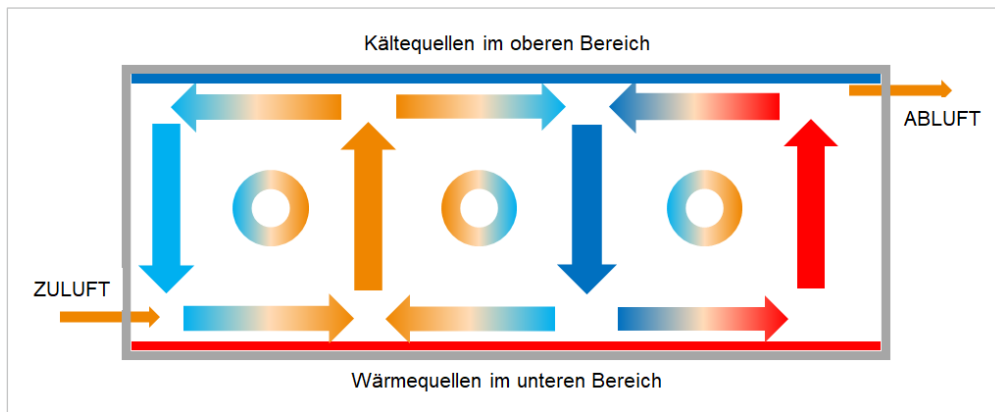 Kältequellen im oberen Bereich
ABLUFT
ZULUFT
Wärmequellen im unteren Bereich